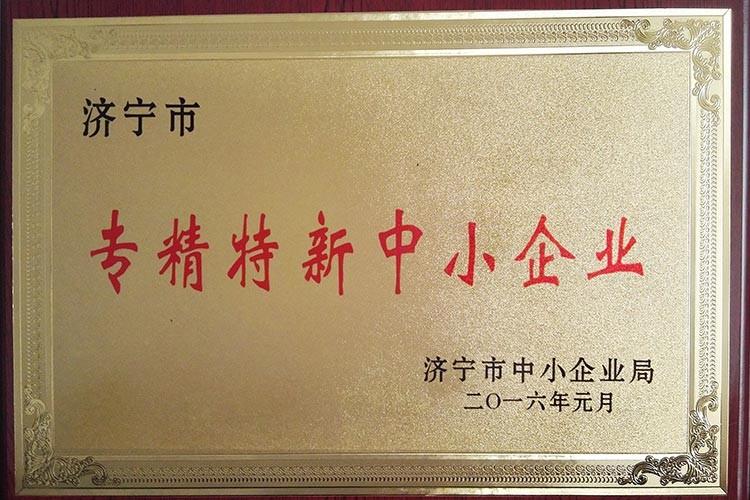 济宁市
专精特新中小企业
济宁市中小企业局
二〇一六年元月